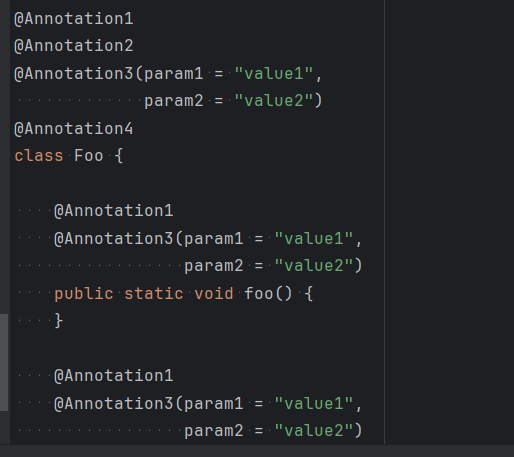 @Annotation1
@Annotation2
@Annotation3(param1 = "value1",
             param2 = "value2")
@Annotation4
class Foo {

    @Annotation1
    @Annotation3(param1 = "value1",
                 param2 = "value2")
    public static void foo() {
    }

    @Annotation1
    @Annotation3(param1 = "value1",
                 param2 = "value2")